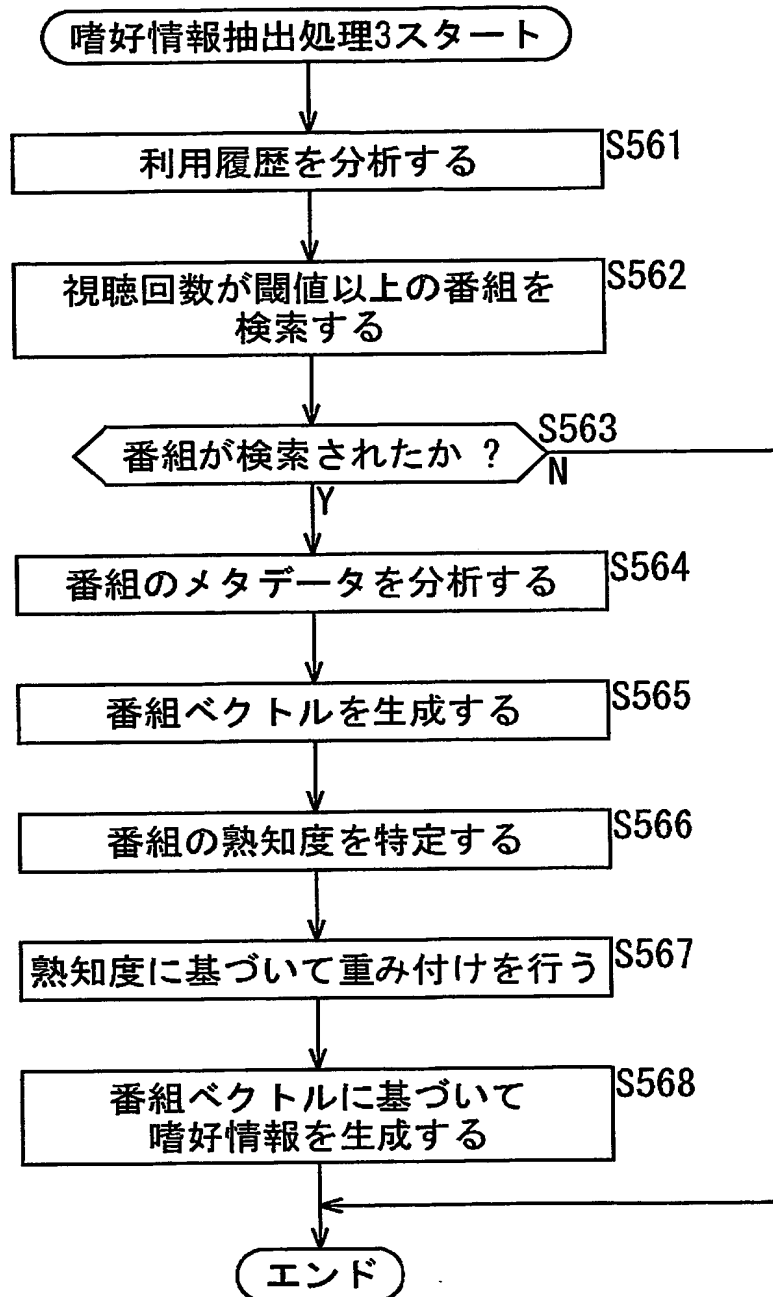 嗜好情報抽出処理3スタート
利用履歴を分析する
S561
視聴回数が閾値以上の番組を
検索する
S562
番組が検索されたか ?
S563
N
Y
番組のメタデータを分析する
S564
番組ベクトルを生成する
S565
番組の熟知度を特定する
S566
熟知度に基づいて重み付けを行う
S567
番組ベクトルに基づいて
嗜好情報を生成する
S568
エンド